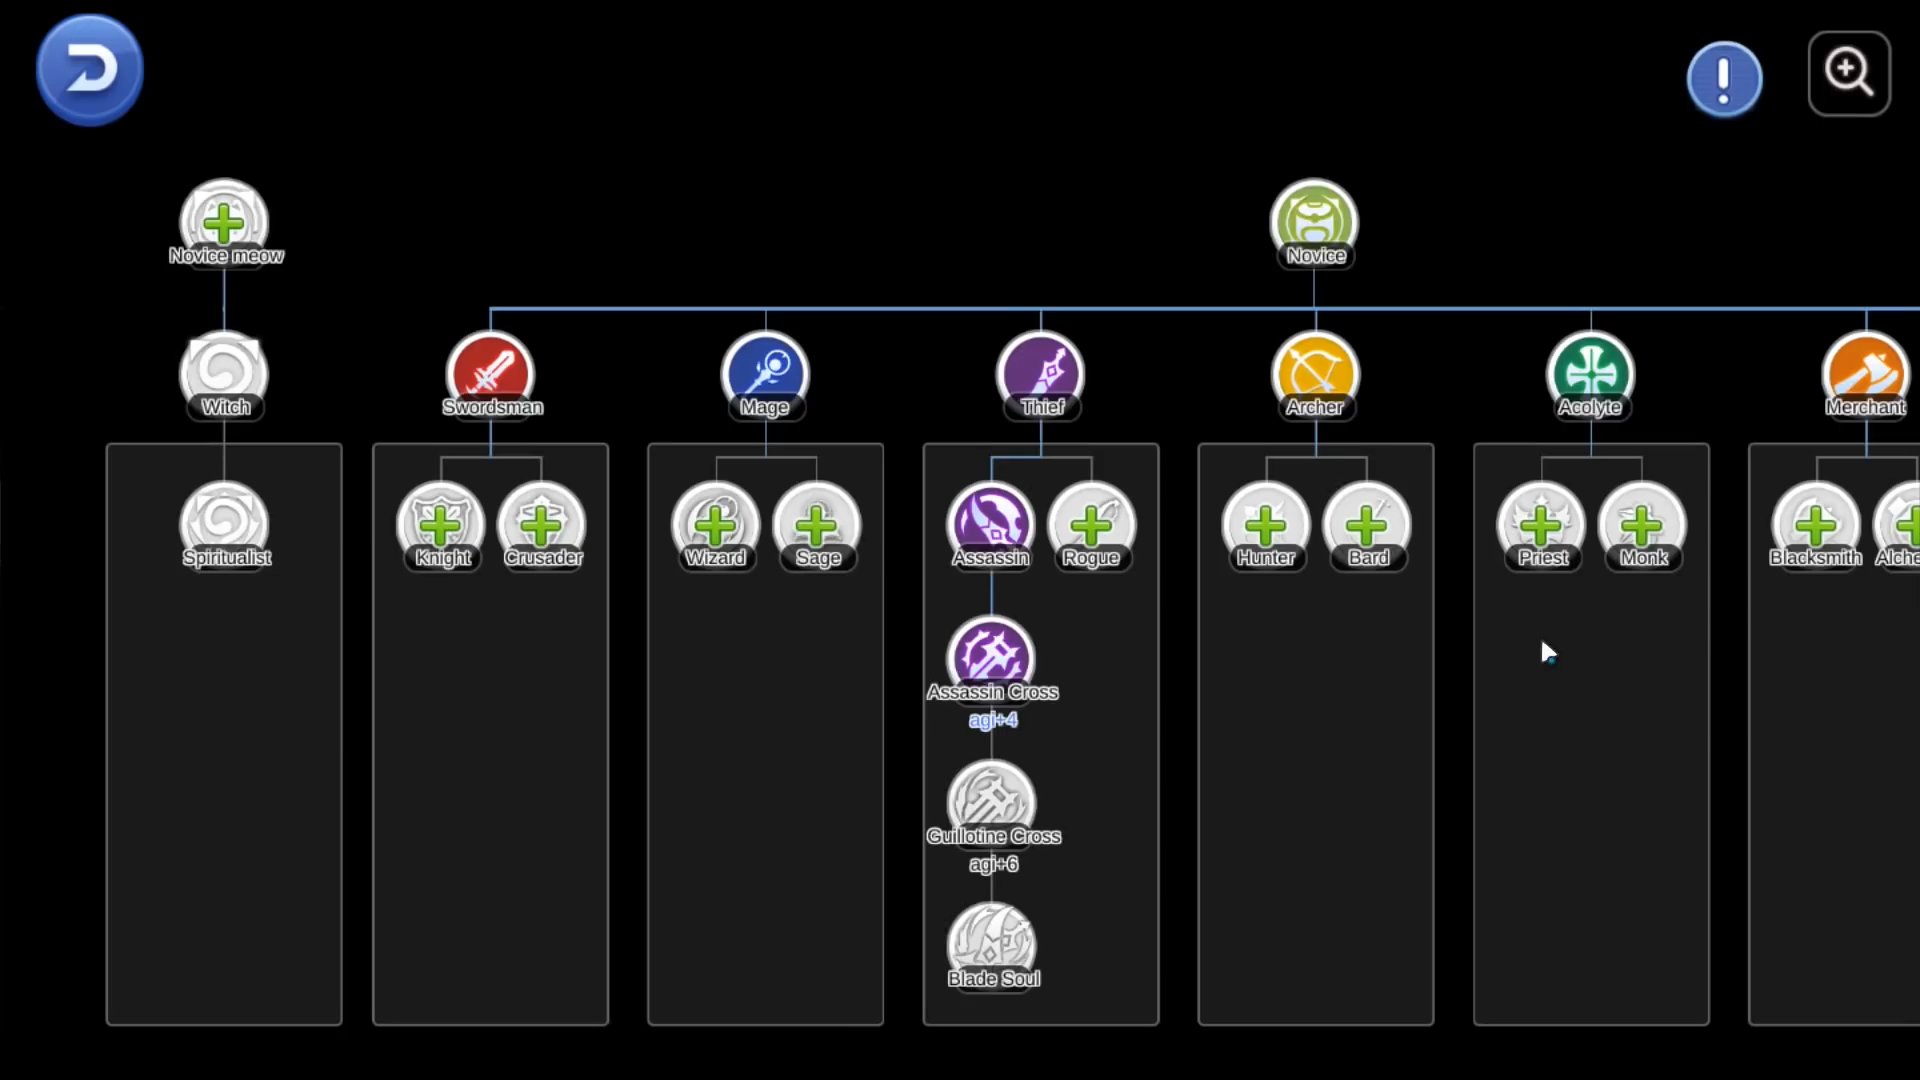 Novice meow
Novice
Witch
Swordsman
Mage
Thief
Archer
Acolyte
Merchant
Spiritualist
Knight
Crusader
Wizard
Sage
Assassin
Rogue
Hunter
Bard
Priest
Monk
Blacksmith
Alche
Assassin Cross
agi+4
Guillotine Cross
agi+6
Blade Soul